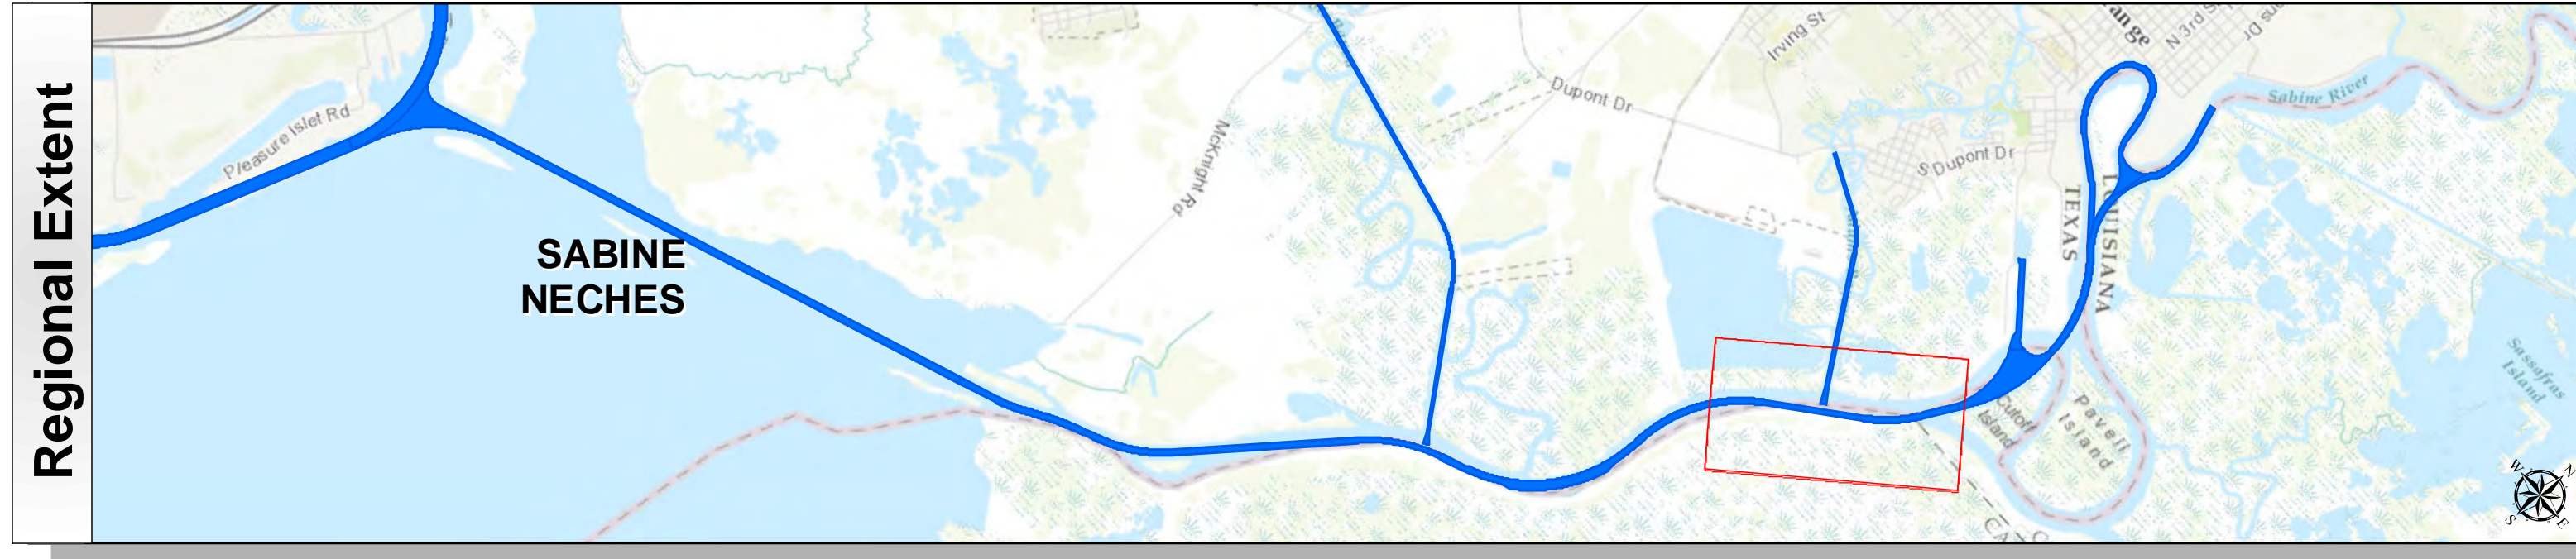 Regional Extent
Pleasure Islet Rd
SABINE
NECHES
McKnight Rd
Dupont Dr
Irving St
S Dupont Dr
ange
N 3rd S
Sabine River
TEXAS
LOUISIANA
Cutoff
Island
Pavell
Island
Sassafras
Island
W
N
S
E